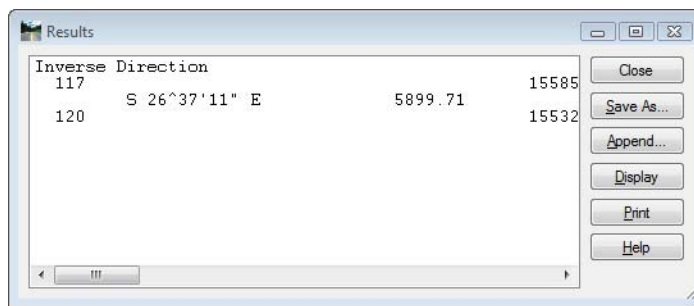 Results
Inverse Direction
117 15585
S 26^37'11" E 5899.71
120 15532
Close
Save As...
Append...
Display
Print
Help